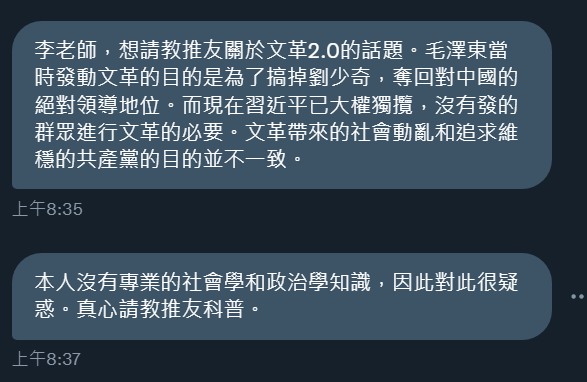 李老師，想請教推友關於文革2.0的話題。毛澤東當
時發動文革的目的是為了搞掉劉少奇，奪回對中國的
絕對領導地位。而現在習近平已大權獨攬，沒有發的
群眾進行文革的必要。文革帶來的社會動亂和追求維
穩的共產黨的目的並不一致。
上午8:35
本人沒有專業的社會學和政治學知識，因此對此很疑
惑。真心請教推友科普。
上午8:37